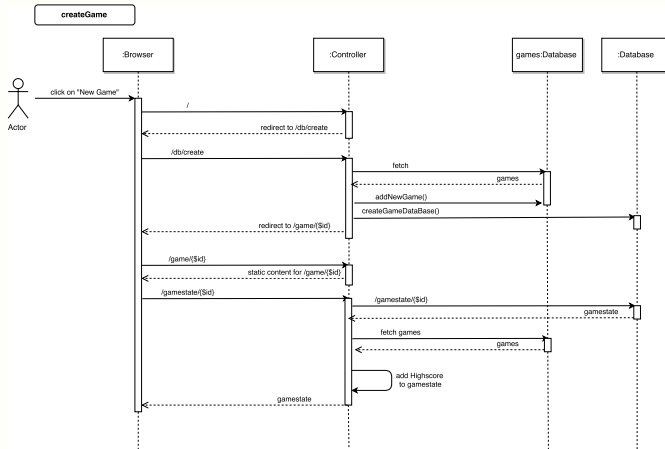 createGame
:Browser
:Controller
games:Database
:Database
Actor
click on "New Game"
/
redirect to /db/create
/db/create
fetch
games
addNewGame()
createGameDataBase()
redirect to /game/{$id}
/game/{$id}
static content for /game/{$id}
/gamestate/{$id}
/gamestate/{$id}
gamestate
fetch games
games
add Highscore
to gamestate
gamestate